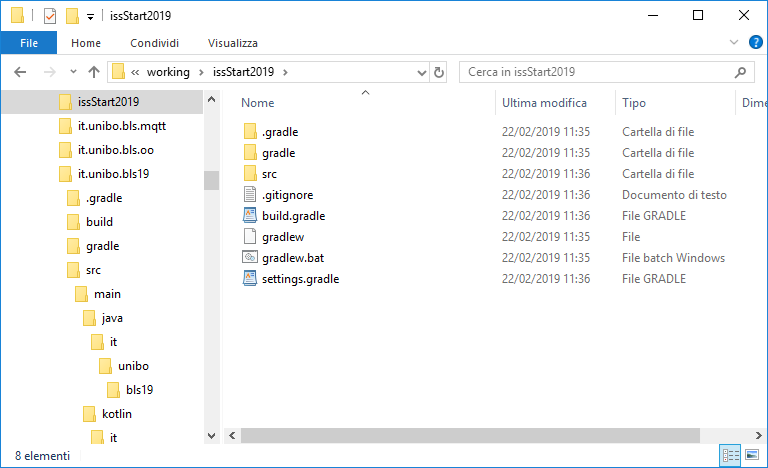 issStart2019
File Home Condividi Visualizza
working issStart2019 Cerca in issStart2019
issStart2019
it.unibo.bls.mqtt
it.unibo.bls.oo
it.unibo.bls19
.gradle
build
gradle
src
main
java
it
unibo
bls19
kotlin
it
Nome Ultima modifica Tipo Dime
.gradle 22/02/2019 11:35 Cartella di file
gradle 22/02/2019 11:35 Cartella di file
src 22/02/2019 11:35 Cartella di file
.gitignore 22/02/2019 11:36 Documento di testo
build.gradle 22/02/2019 11:36 File GRADLE
gradlew 22/02/2019 11:35 File
gradlew.bat 22/02/2019 11:35 File batch Windows
settings.gradle 22/02/2019 11:36 File GRADLE
8 elementi